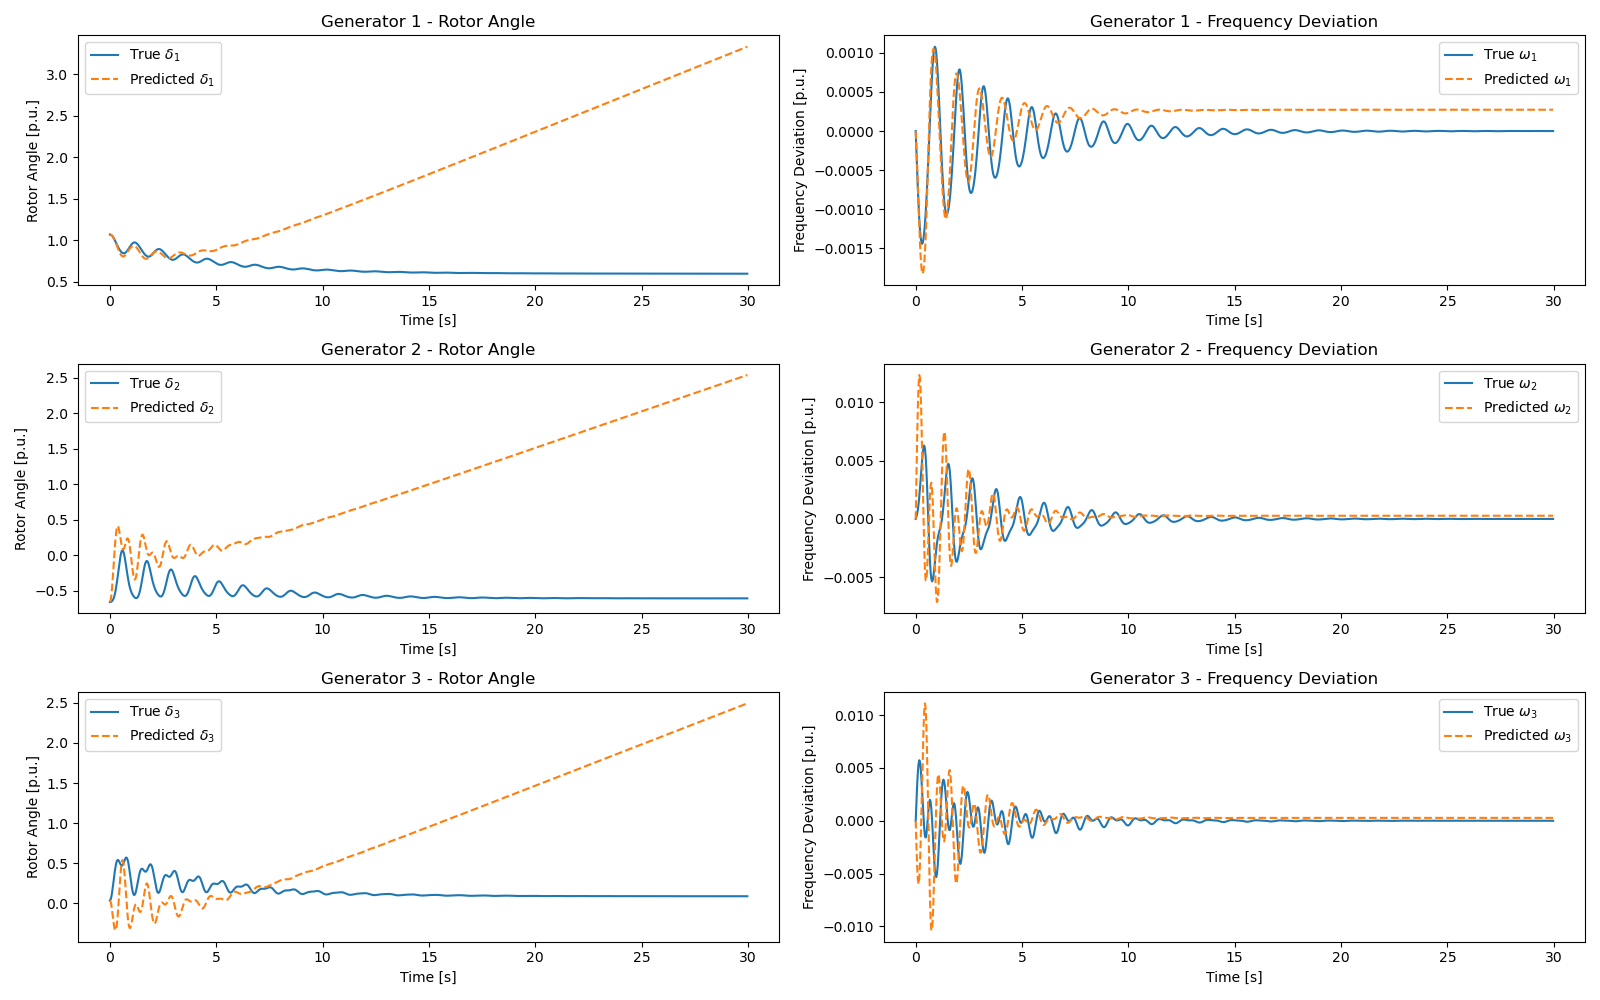 Generator 1 - Rotor Angle
True δ₁
Predicted δ₁
Rotor Angle [p.u.]
3.0
2.5
2.0
1.5
1.0
0.5
0 5 10 15 20 25 30
Time [s]
Generator 1 - Frequency Deviation
True ω₁
Predicted ω₁
Frequency Deviation [p.u.]
0.0010
0.0005
0.0000
−0.0005
−0.0010
−0.0015
0 5 10 15 20 25 30
Time [s]
Generator 2 - Rotor Angle
True δ₂
Predicted δ₂
Rotor Angle [p.u.]
2.5
2.0
1.5
1.0
0.5
0.0
−0.5
0 5 10 15 20 25 30
Time [s]
Generator 2 - Frequency Deviation
True ω₂
Predicted ω₂
Frequency Deviation [p.u.]
0.010
0.005
0.000
−0.005
0 5 10 15 20 25 30
Time [s]
Generator 3 - Rotor Angle
True δ₃
Predicted δ₃
Rotor Angle [p.u.]
2.5
2.0
1.5
1.0
0.5
0.0
0 5 10 15 20 25 30
Time [s]
Generator 3 - Frequency Deviation
True ω₃
Predicted ω₃
Frequency Deviation [p.u.]
0.010
0.005
0.000
−0.005
−0.010
0 5 10 15 20 25 30
Time [s]